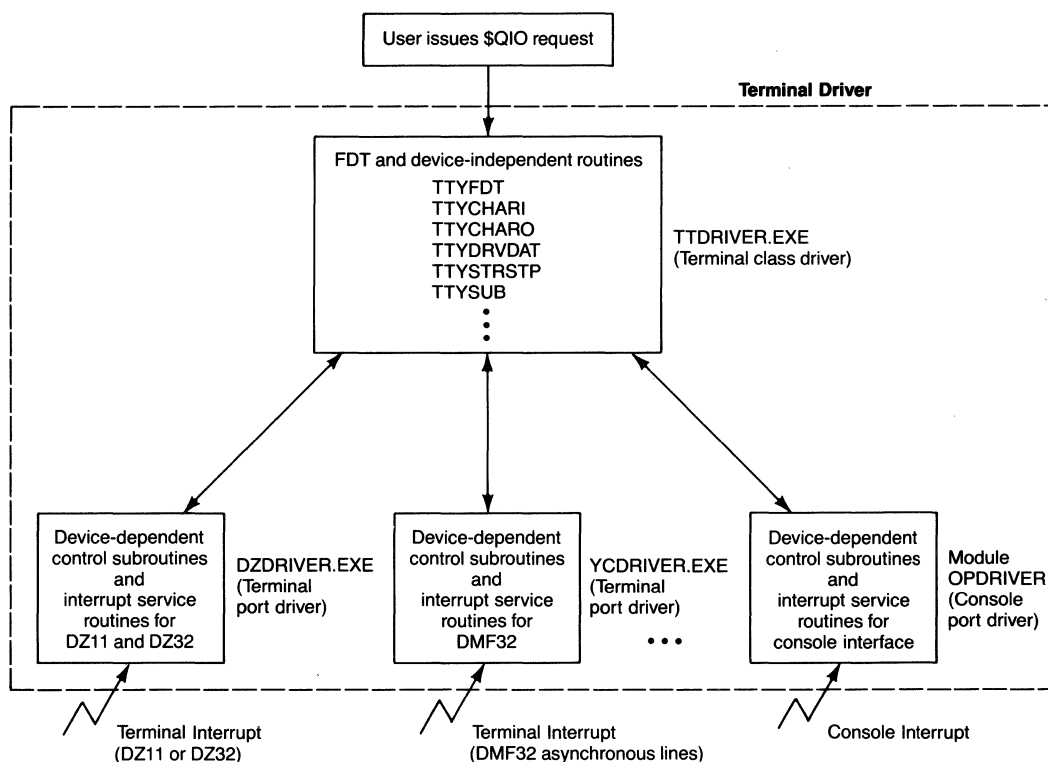 User issues $QIO request
Terminal Driver
FDT and device-independent routines
TTYFDT
TTYCHARI
TTYCHARO
TTYDRVDAT
TTYSTRSTP
TTYSUB
TTDRIVER.EXE
(Terminal class driver)
Device-dependent
control subroutines
and
interrupt service
routines for
DZ11 and DZ32
DZDRIVER.EXE
(Terminal
port driver)
Device-dependent
control subroutines
and
interrupt service
routines for
DMF32
YCDRIVER.EXE
(Terminal
port driver)
Device-dependent
control subroutines
and
interrupt service
routines for
console interface
Module
OPDRIVER
(Console
port driver)
Terminal Interrupt
(DZ11 or DZ32)
Terminal Interrupt
(DMF32 asynchronous lines)
Console Interrupt